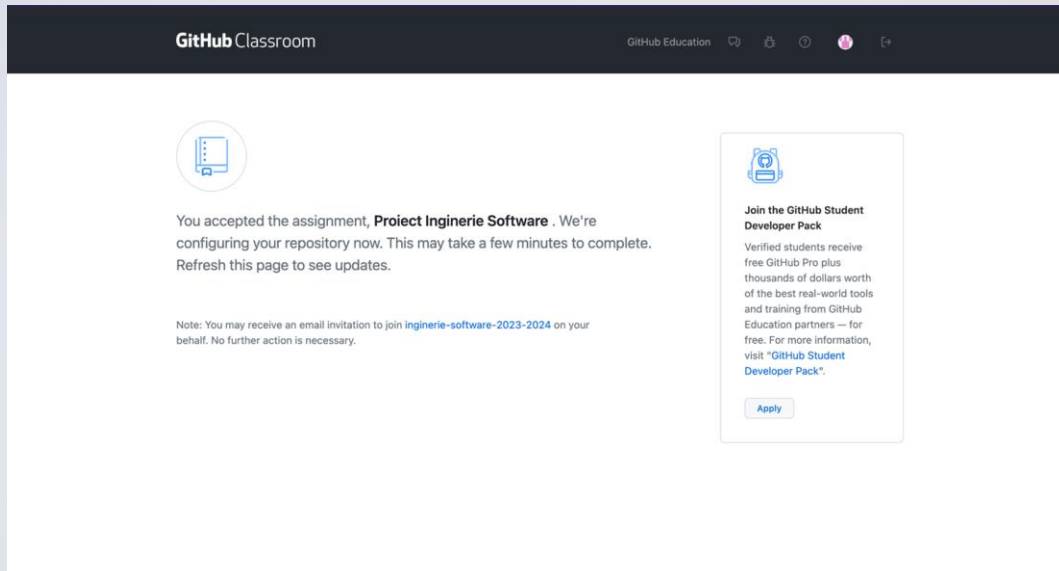 GitHub Classroom
GitHub Education
You accepted the assignment, Proiect Inginerie Software . We're
configuring your repository now. This may take a few minutes to complete.
Refresh this page to see updates.
Note: You may receive an email invitation to join inginerie-software-2023-2024 on your
behalf. No further action is necessary.
Join the GitHub Student
Developer Pack
Verified students receive
free GitHub Pro plus
thousands of dollars worth
of the best real-world tools
and training from GitHub
Education partners — for
free. For more information,
visit "GitHub Student
Developer Pack".
Apply